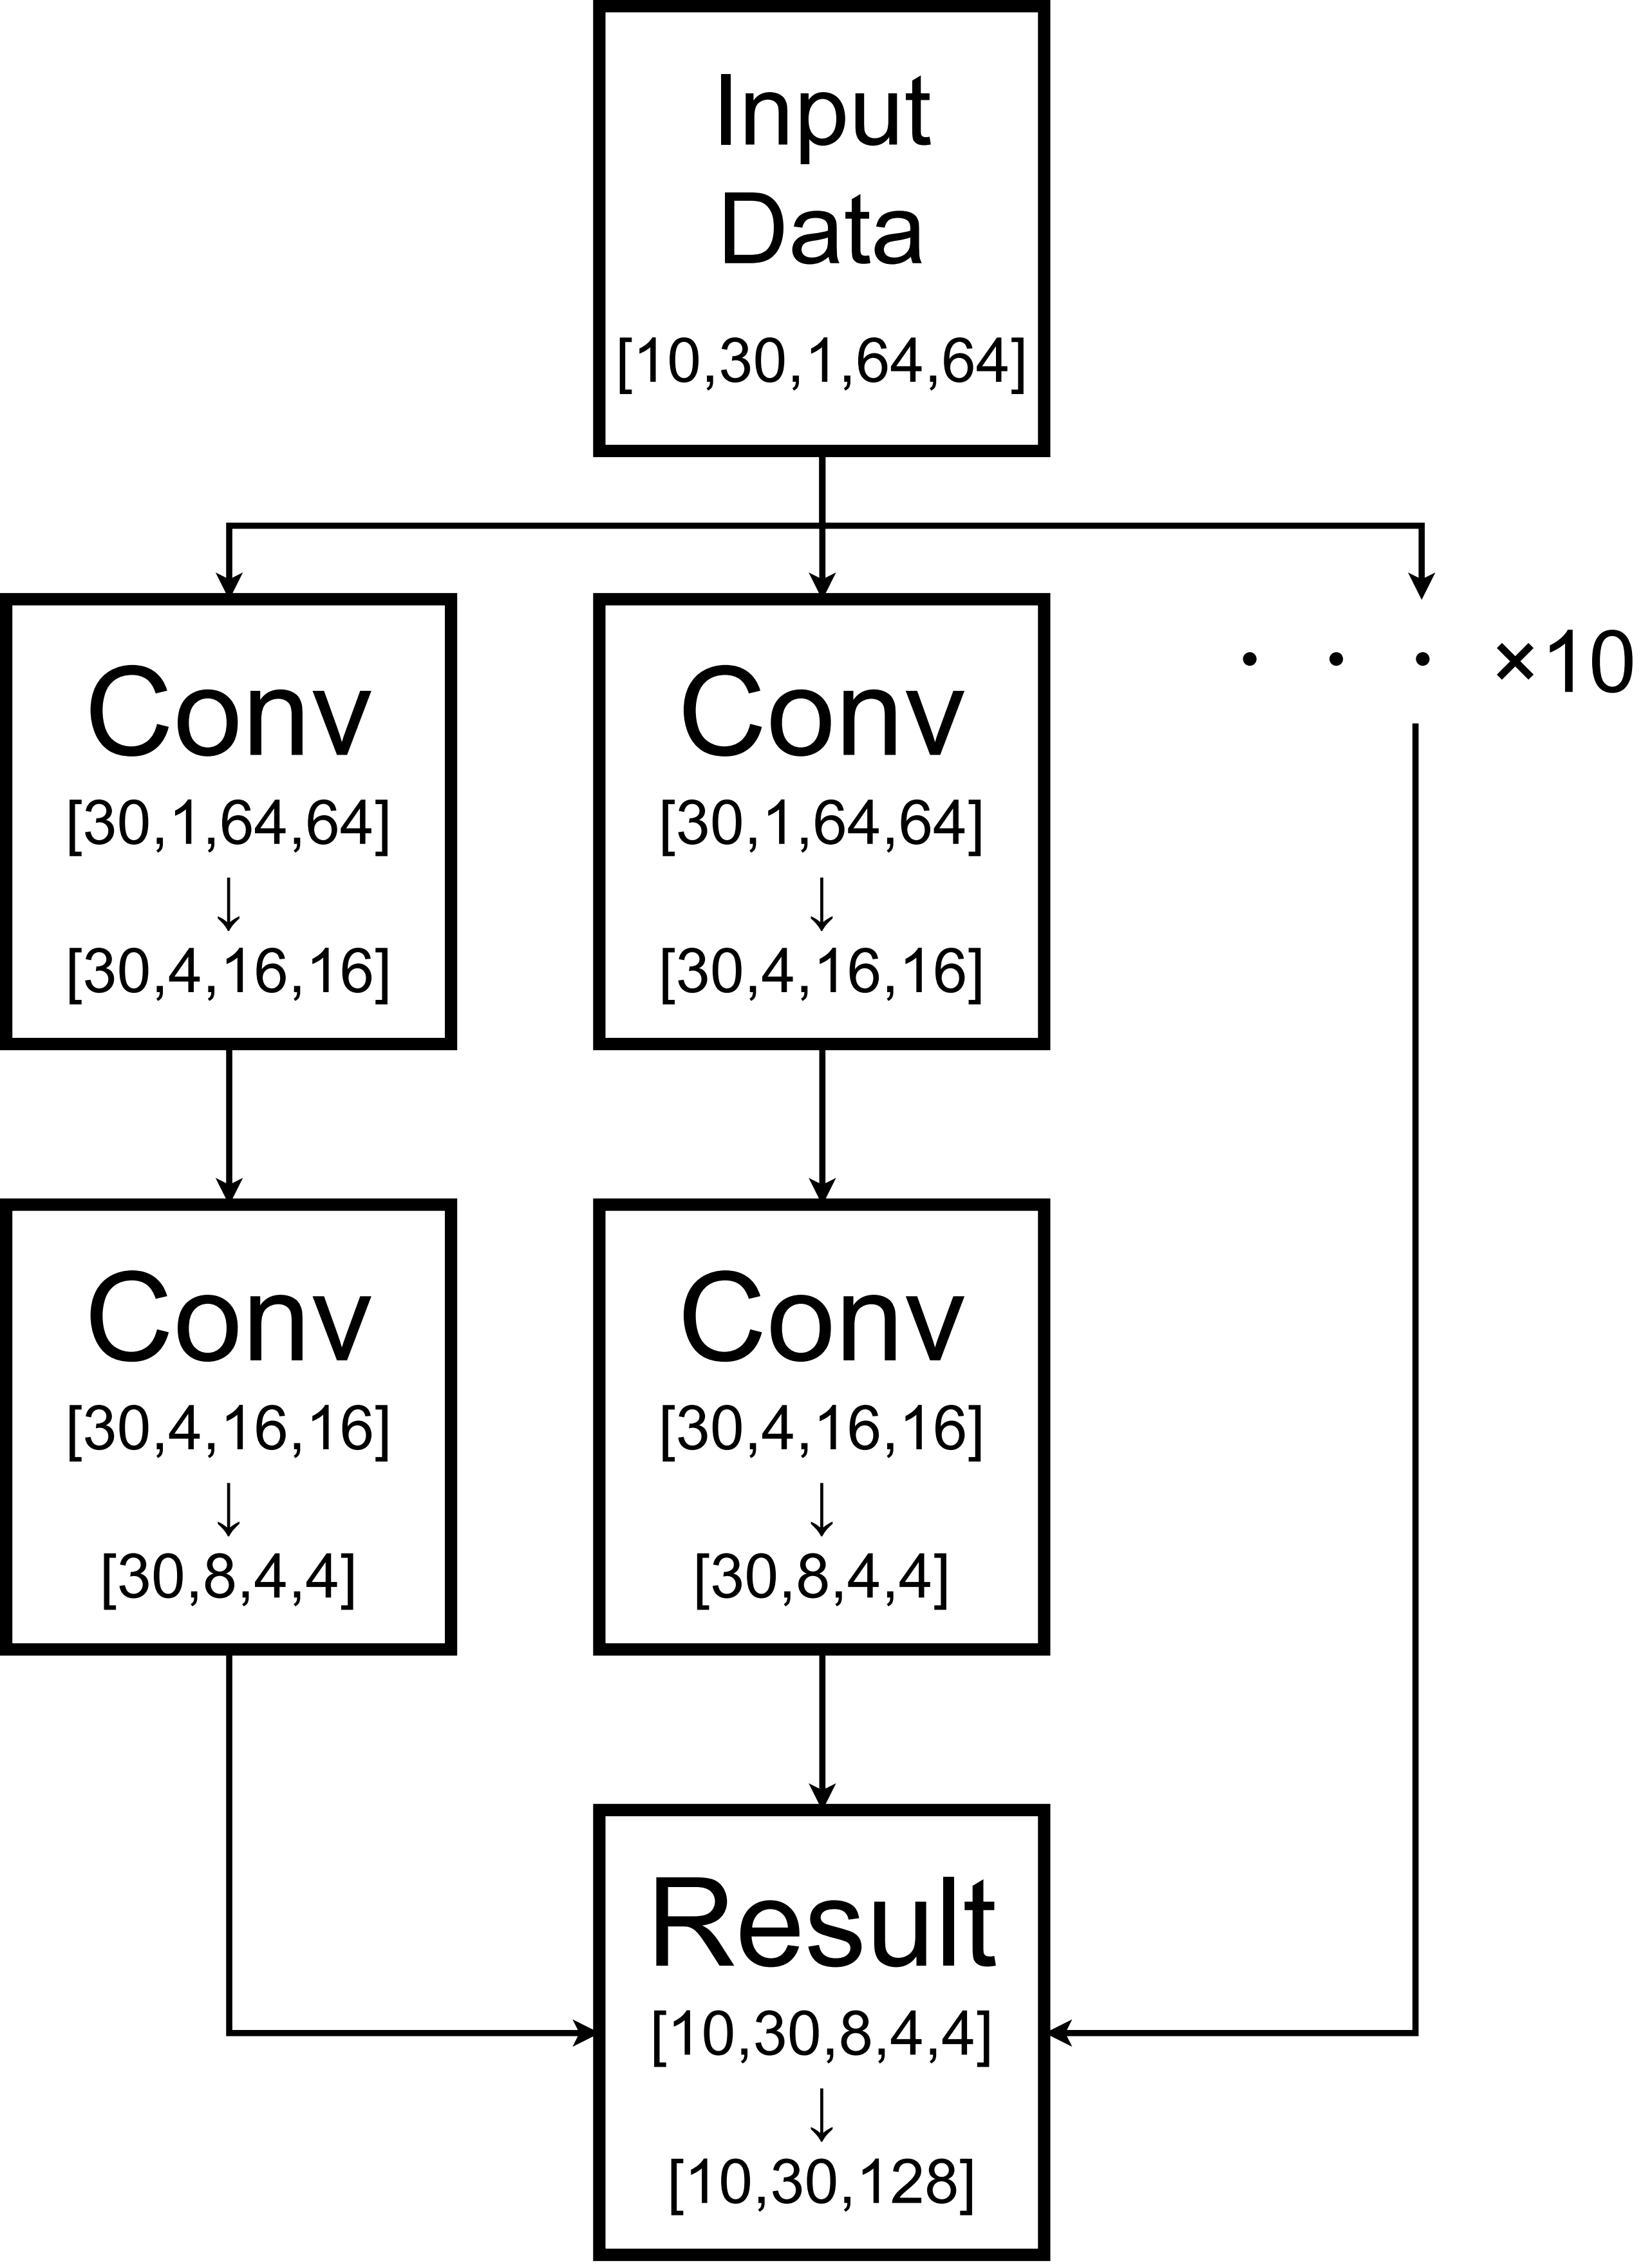 Input
Data
[10,30,1,64,64]
· · · ×10
Conv
[30,1,64,64]
↓
[30,4,16,16]
Conv
[30,1,64,64]
↓
[30,4,16,16]
Conv
[30,4,16,16]
↓
[30,8,4,4]
Conv
[30,4,16,16]
↓
[30,8,4,4]
Result
[10,30,8,4,4]
↓
[10,30,128]